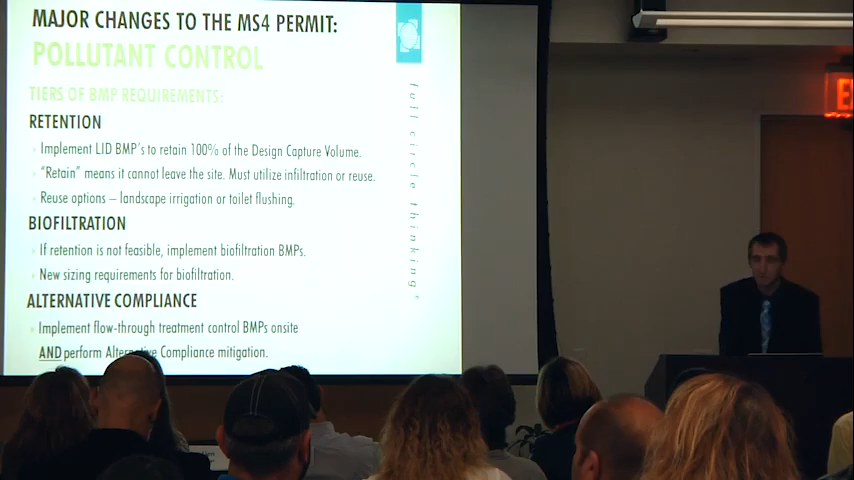 MAJOR CHANGES TO THE MS4 PERMIT:
POLLUTANT CONTROL
TIERS OF BMP REQUIREMENTS:
RETENTION
Implement LID BMP's to retain 100% of the Design Capture Volume.
"Retain" means it cannot leave the site. Must utilize infiltration or reuse.
Reuse options – landscape irrigation or toilet flushing.
BIOFILTRATION
If retention is not feasible, implement biofiltration BMPs.
New sizing requirements for biofiltration.
ALTERNATIVE COMPLIANCE
Implement flow-through treatment control BMPs onsite
AND perform Alternative Compliance mitigation.
full circle thinking®